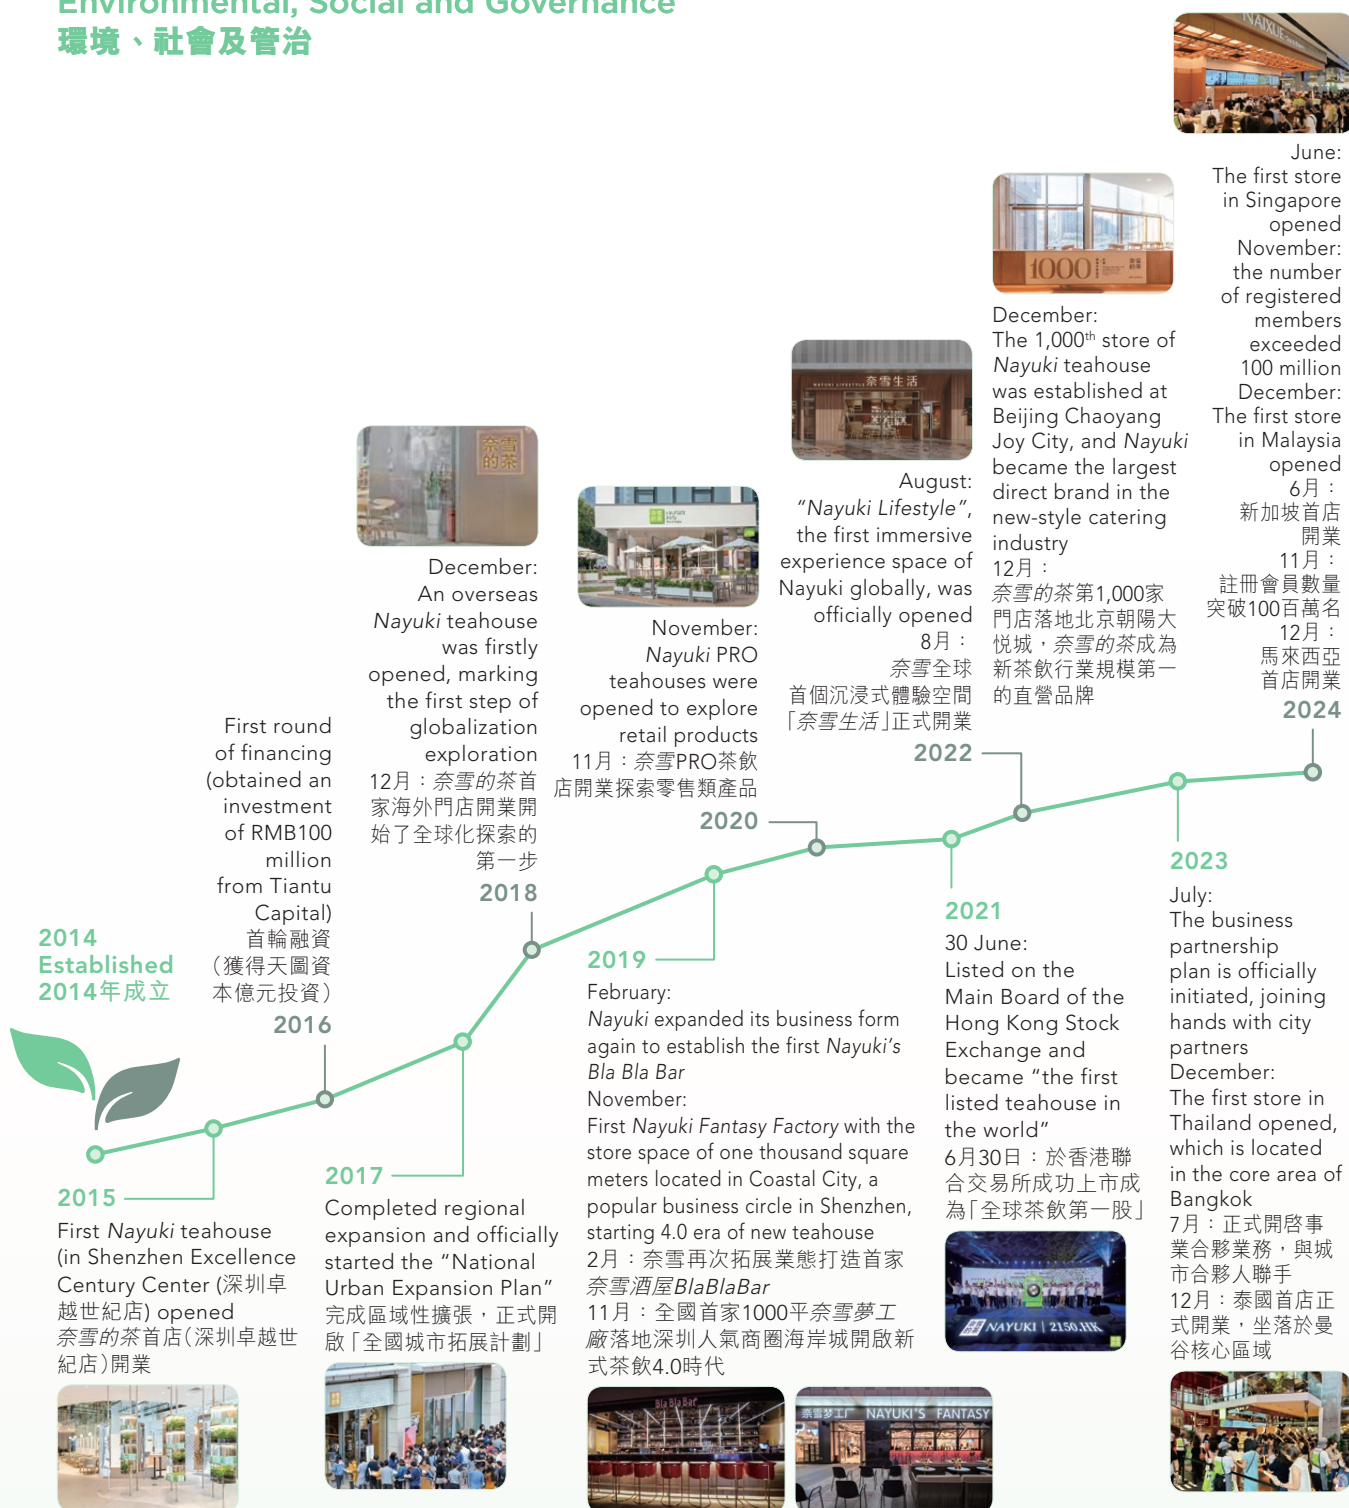 Environmental, Social and Governance
環境、社會及管治
2014
Established
2014年成立
2015
First Nayuki teahouse
(in Shenzhen Excellence
Century Center (深圳卓
越世紀店) opened
奈雪的茶首店(深圳卓越世
紀店)開業
First round
of financing
(obtained an
investment
of RMB100
million
from Tiantu
Capital)
首輪融資
(獲得天圖資
本億元投資)
2016
2017
Completed regional
expansion and officially
started the “National
Urban Expansion Plan”
完成區域性擴張，正式開
啟「全國城市拓展計劃」
奈雪
的茶
December:
An overseas
Nayuki teahouse
was firstly
opened, marking
the first step of
globalization
exploration
12月：奈雪的茶首
家海外門店開業開
始了全球化探索的
第一步
2018
2019
February:
Nayuki expanded its business form
again to establish the first Nayuki’s
Bla Bla Bar
November:
First Nayuki Fantasy Factory with the
store space of one thousand square
meters located in Coastal City, a
popular business circle in Shenzhen,
starting 4.0 era of new teahouse
2月：奈雪再次拓展業態打造首家
奈雪酒屋BlaBlaBar
11月：全國首家1000平奈雪夢工
廠落地深圳人氣商圈海岸城開啟新
式茶飲4.0時代
Bla Bla Bar
奈雪梦工厂 NAYUKI'S FANTASY
November:
Nayuki PRO
teahouses were
opened to explore
retail products
11月：奈雪PRO茶飲
店開業探索零售類產品
2020
2021
30 June:
Listed on the
Main Board of the
Hong Kong Stock
Exchange and
became “the first
listed teahouse in
the world”
6月30日：於香港聯
合交易所成功上市成
為「全球茶飲第一股」
NAYUKI | 2150.HK
NAYUKI LIFESTYLE 奈雪生活
August:
“Nayuki Lifestyle”,
the first immersive
experience space of
Nayuki globally, was
officially opened
8月：
奈雪全球
首個沉浸式體驗空間
「奈雪生活」正式開業
2022
1000
December:
The 1,000th store of
Nayuki teahouse
was established at
Beijing Chaoyang
Joy City, and Nayuki
became the largest
direct brand in the
new-style catering
industry
12月：
奈雪的茶第1,000家
門店落地北京朝陽大
悦城，奈雪的茶成為
新茶飲行業規模第一
的直營品牌
2023
July:
The business
partnership
plan is officially
initiated, joining
hands with city
partners
December:
The first store in
Thailand opened,
which is located
in the core area of
Bangkok
7月：正式開啓事
業合夥業務，與城
市合夥人聯手
12月：泰國首店正
式開業，坐落於曼
谷核心區域
NAIXUE
June:
The first store
in Singapore
opened
November:
the number
of registered
members
exceeded
100 million
December:
The first store
in Malaysia
opened
6月：
新加坡首店
開業
11月：
註冊會員數量
突破100百萬名
12月：
馬來西亞
首店開業
2024